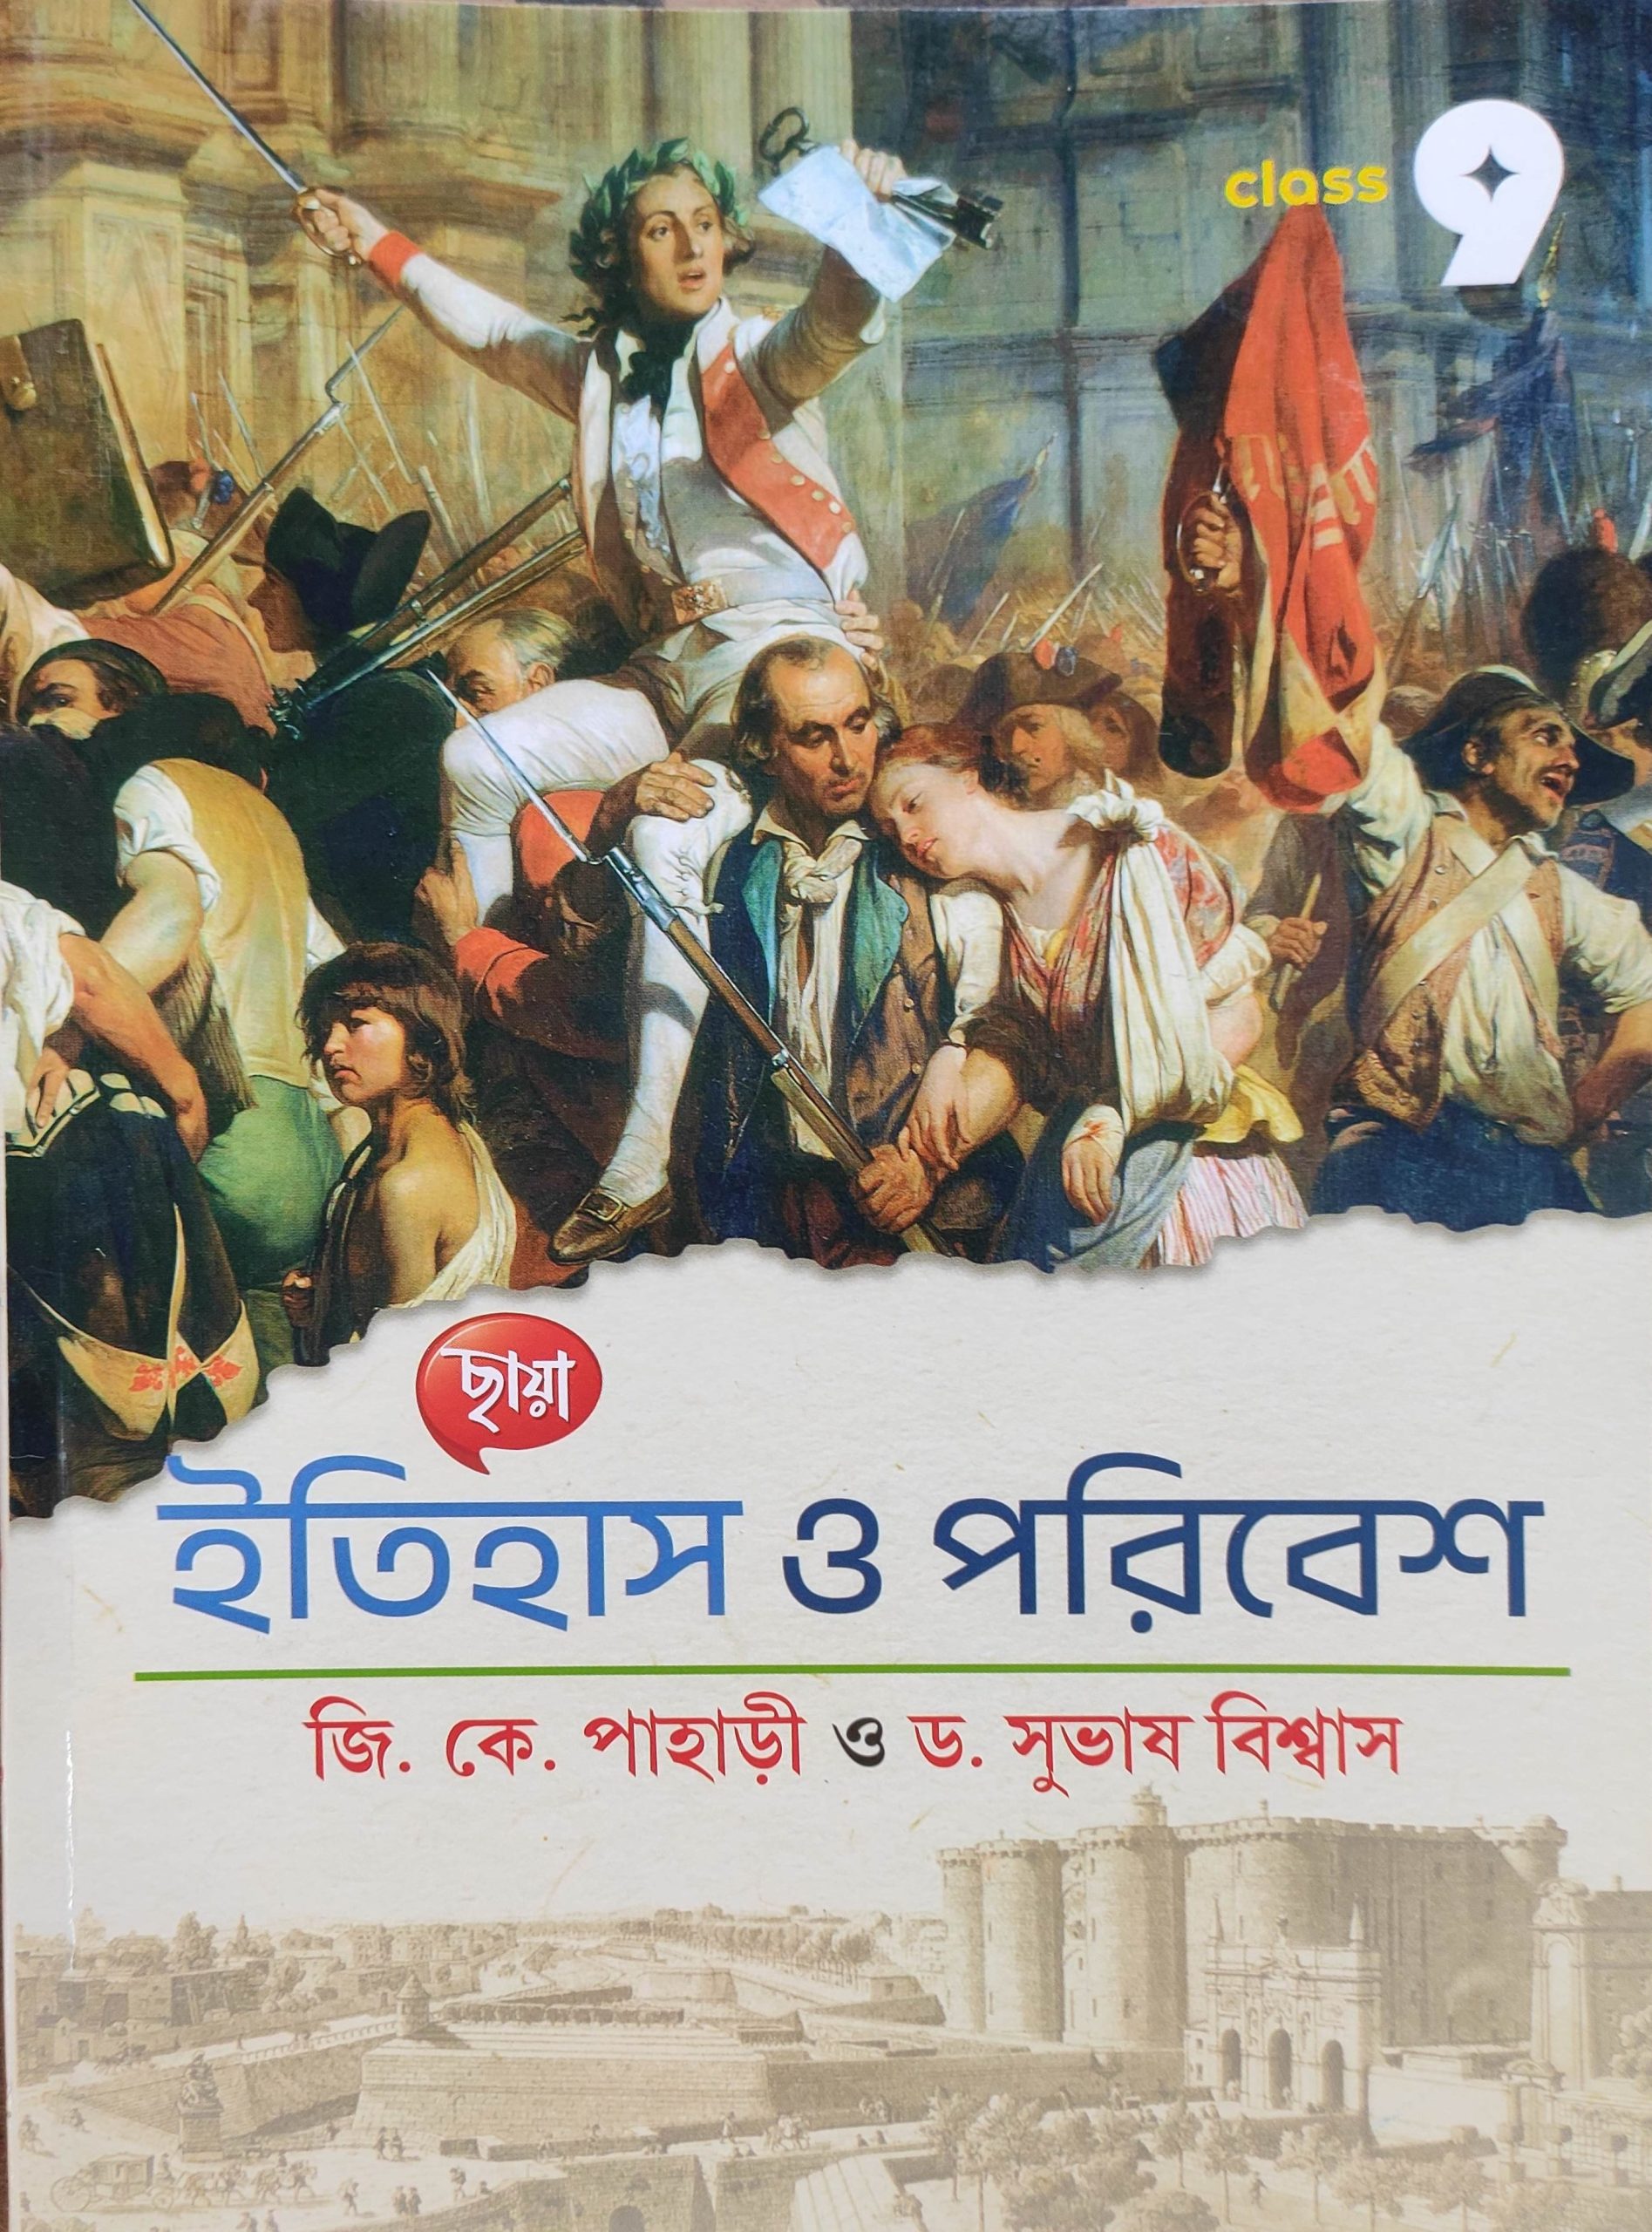 class 9
ছায়া
ইতিহাস ও পরিবেশ
জি. কে. পাহাড়ী ও ড. সুভাষ বিশ্বাস